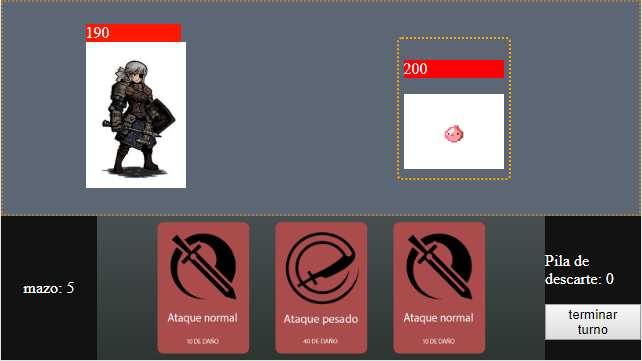 190
200
mazo: 5
Ataque normal
10 DE DAÑO
Ataque pesado
40 DE DAÑO
Ataque normal
10 DE DAÑO
Pila de
descarte: 0
terminar
turno